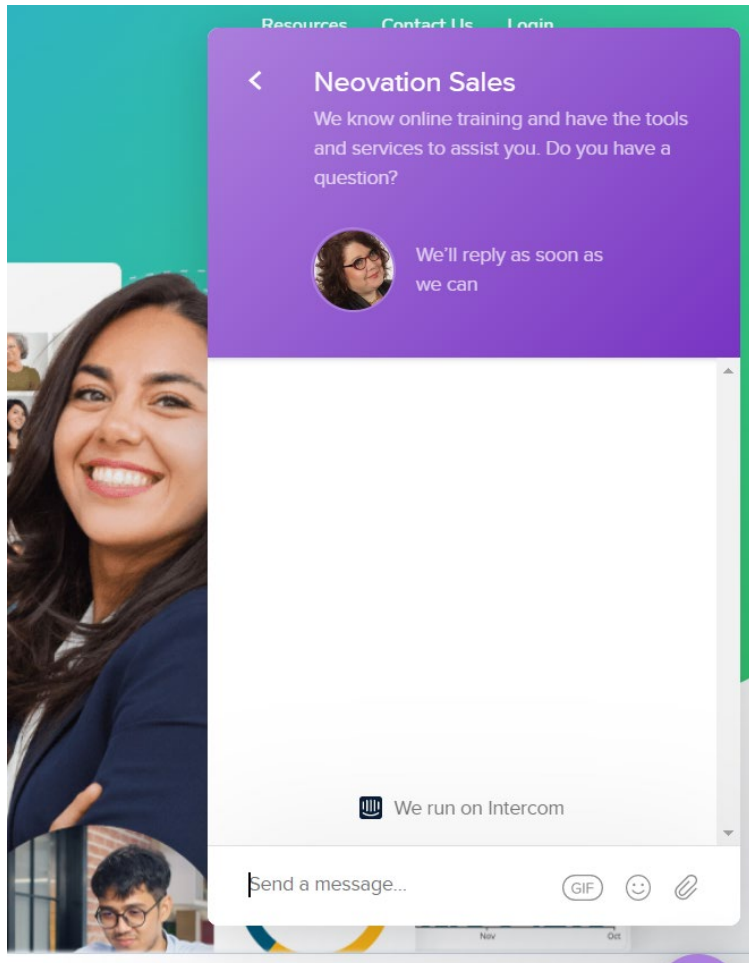 Resources Contact Us Login
Neovation Sales
We know online training and have the tools
and services to assist you. Do you have a
question?
We'll reply as soon as
we can
We run on Intercom
Send a message...
GIF
Nov Oct